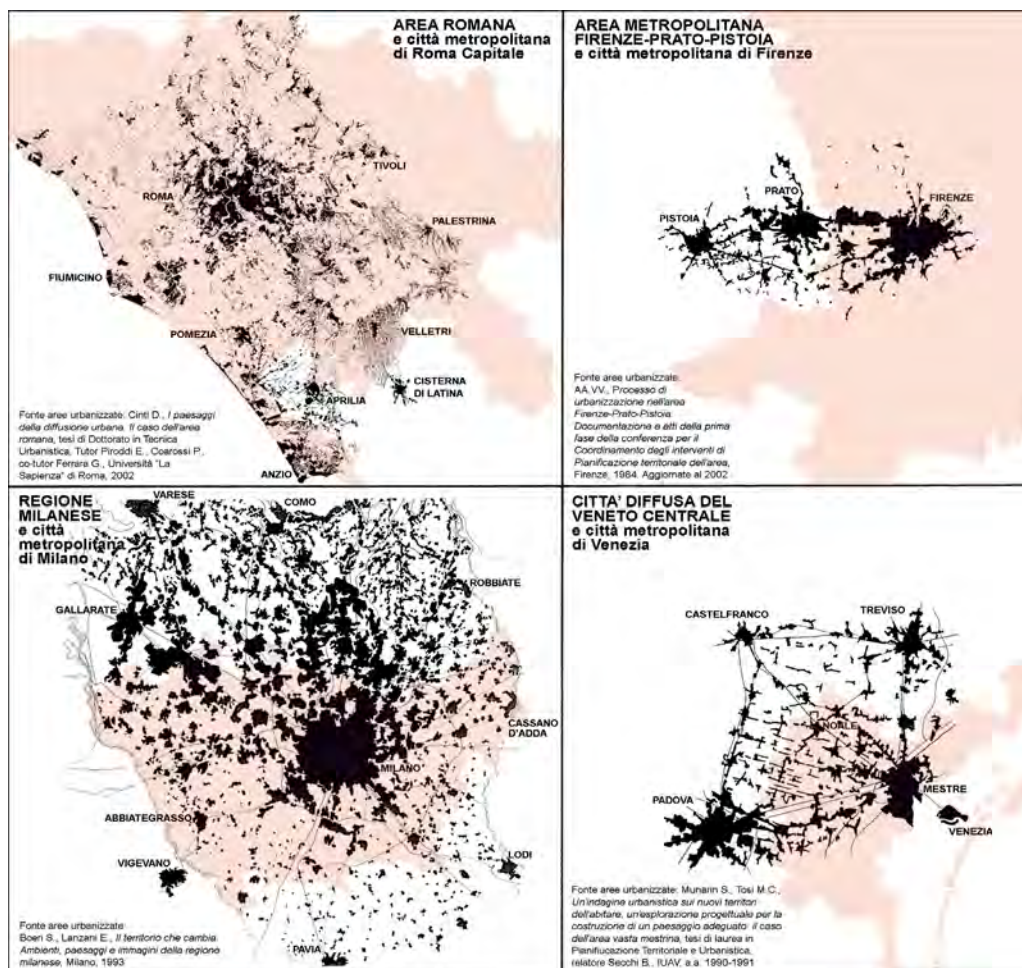 AREA ROMANA
e città metropolitana
di Roma Capitale
TIVOLI
ROMA
PALESTRINA
FIUMICINO
POMEZIA
VELLETRI
CISTERNA
DI LATINA
APRILIA
ANZIO
Fonte aree urbanizzate: Cinti D., I paesaggi
della diffusione urbana. Il caso dell'area
romana, tesi di Dottorato in Tecnica
Urbanistica, Tutor Piroddi E., Coarossi P.,
co-tutor Ferrara G., Università "La
Sapienza" di Roma, 2002
AREA METROPOLITANA
FIRENZE-PRATO-PISTOIA
e città metropolitana di Firenze
PRATO
FIRENZE
PISTOIA
Fonte aree urbanizzate:
AA.VV., Processo di
urbanizzazione nell'area
Firenze-Prato-Pistoia.
Documentazione e atti della prima
fase della conferenza per il
Coordinamento degli interventi di
Pianificazione territoriale dell'area,
Firenze, 1984. Aggiornate al 2002
REGIONE
MILANESE
e città
metropolitana
di Milano
VARESE
COMO
ROBBIATE
GALLARATE
CASSANO
D'ADDA
MILANO
ABBIATEGRASSO
VIGEVANO
LODI
PAVIA
Fonte aree urbanizzate:
Boeri S., Lanzani E., Il territorio che cambia.
Ambienti, paesaggi e immagini della regione
milanese, Milano, 1993
CITTA' DIFFUSA DEL
VENETO CENTRALE
e città metropolitana
di Venezia
CASTELFRANCO
TREVISO
NOALE
PADOVA
MESTRE
VENEZIA
Fonte aree urbanizzate: Munarin S., Tosi M.C.,
Un'indagine urbanistica sui nuovi territori
dell'abitare, un'esplorazione progettuale per la
costruzione di un paesaggio adeguato: il caso
dell'area vasta mestrina, tesi di laurea in
Pianificazione Territoriale e Urbanistica,
relatore Secchi B., IUAV, a.a. 1990-1991